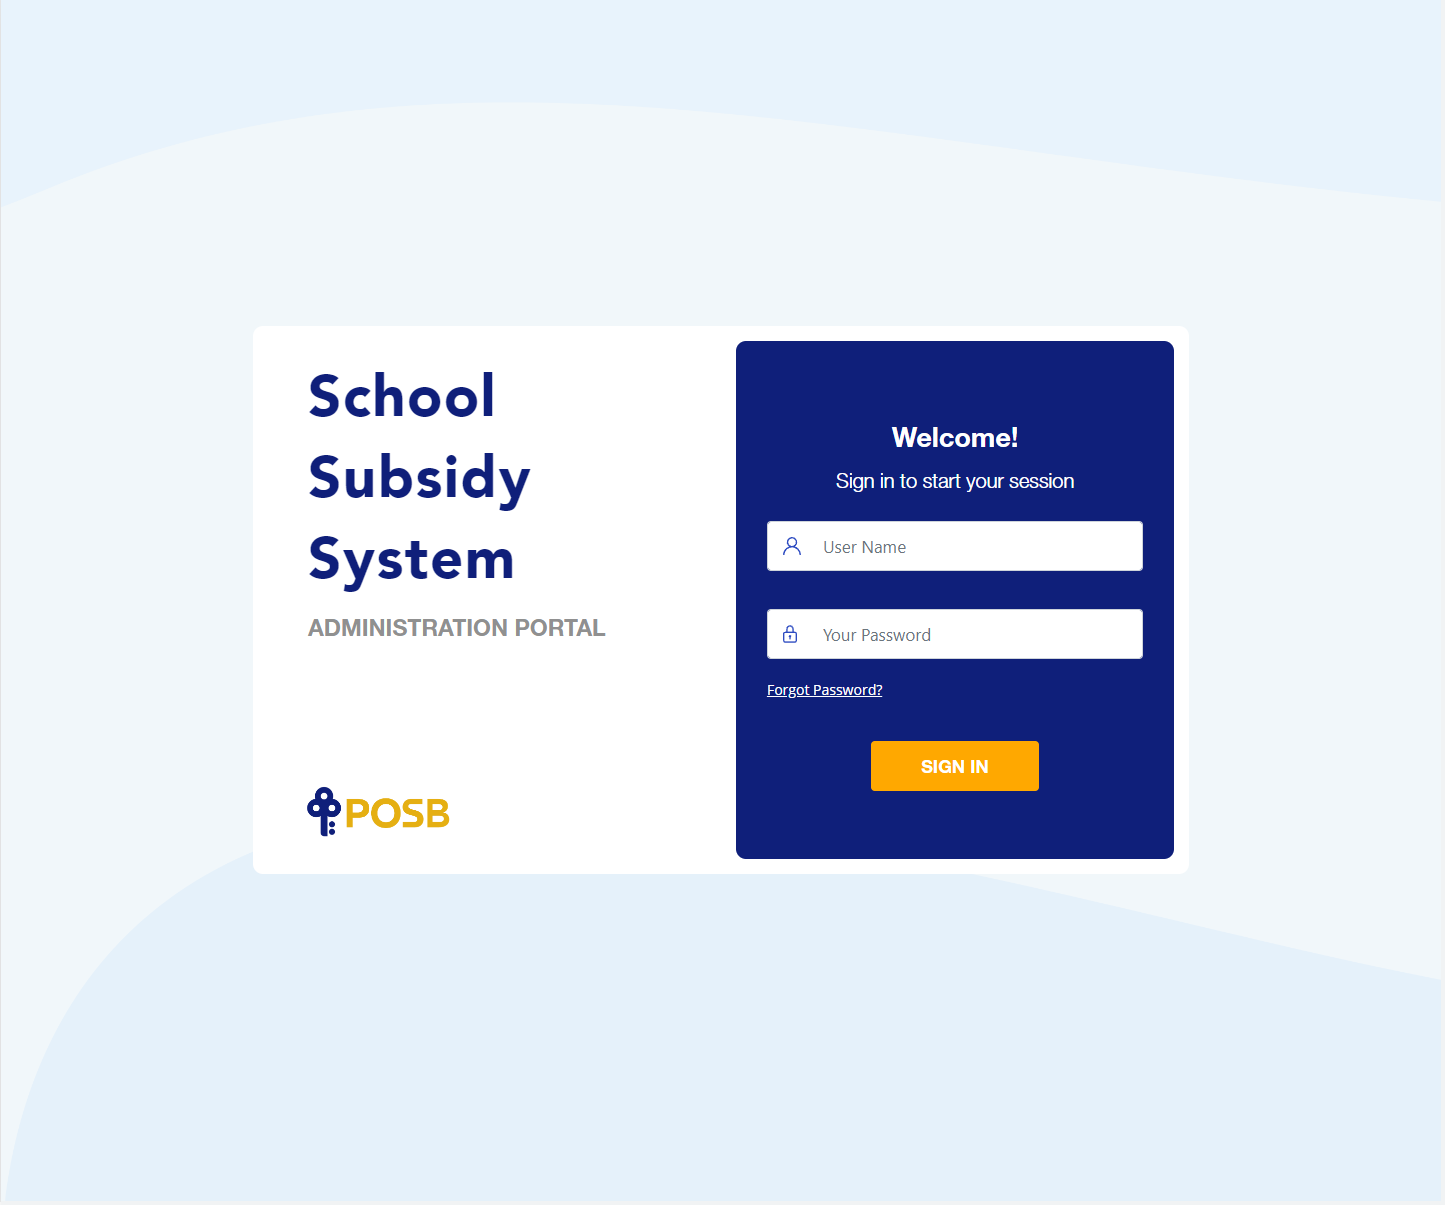 School
Subsidy
System
ADMINISTRATION PORTAL
POSB
Welcome!
Sign in to start your session
User Name
Your Password
Forgot Password?
SIGN IN